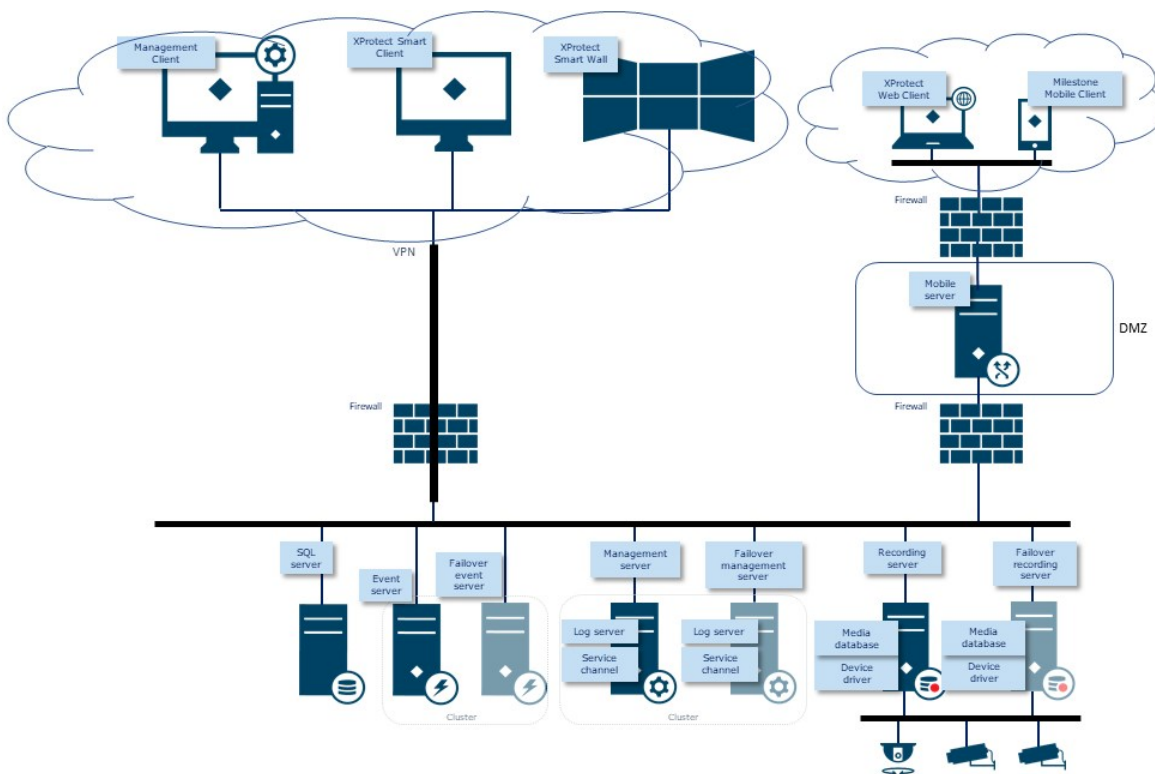 Management
Client
XProtect Smart
Client
XProtect
Smart Wall
XProtect
Web Client
Milestone
Mobile Client
Firewall
VPN
Mobile
server
DMZ
Firewall
Firewall
SQL
server
Event
server
Failover
event
server
Management
server
Failover
management
server
Recording
server
Failover
recording
server
Log server
Service
channel
Log server
Service
channel
Media
database
Device
driver
Media
database
Device
driver
Cluster
Cluster